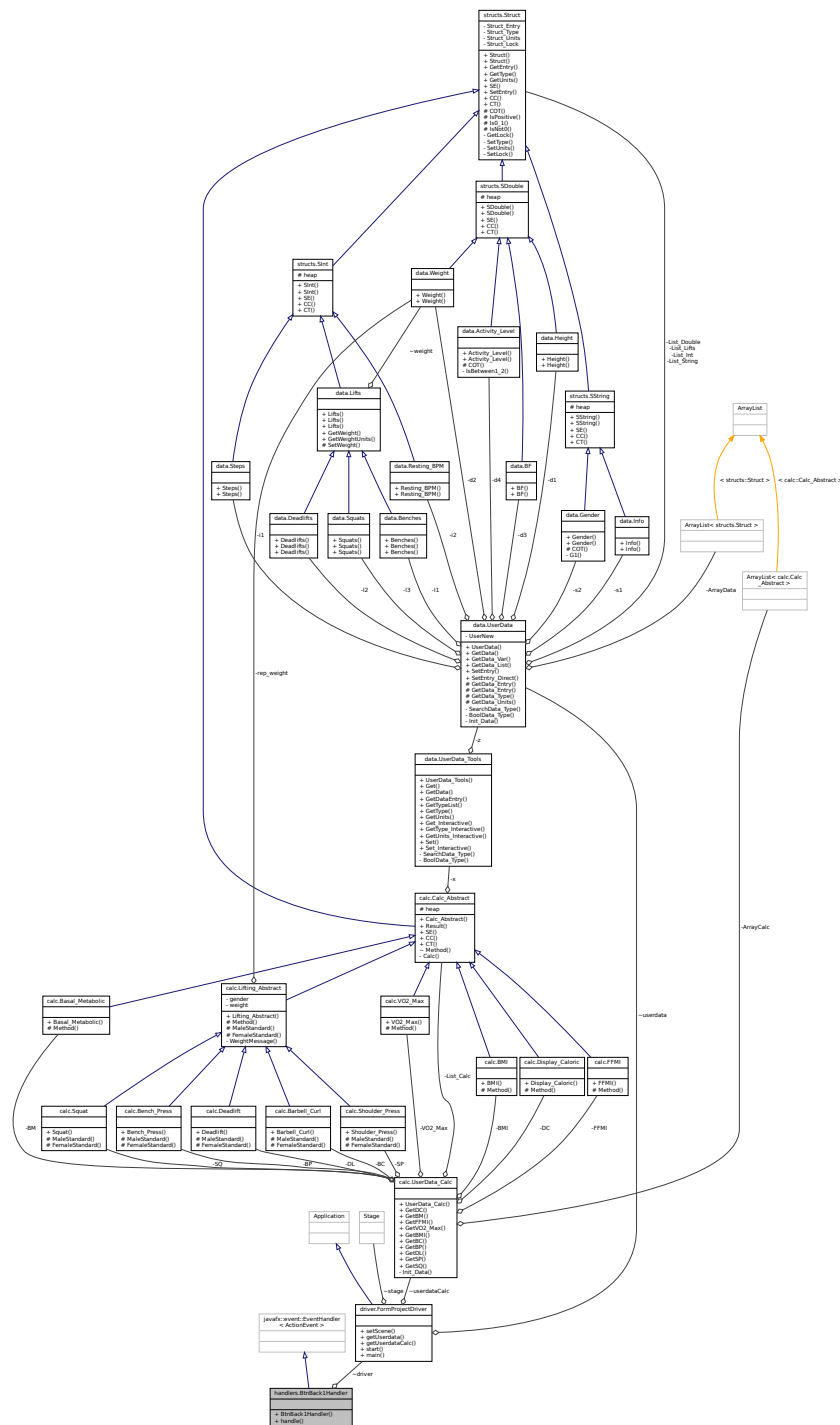 structs.Struct
- Struct_Entry
- Struct_Type
- Struct_Units
- Struct_Lock
+ Struct()
+ Struct()
+ GetEntry()
+ GetType()
+ GetUnits()
+ SE()
+ SetEntry()
+ CC()
+ CT()
# COT()
# IsPositive()
# Is0_1()
# IsNot0()
- GetLock()
- SetType()
- SetUnits()
- SetLock()
structs.SDouble
# heap
+ SDouble()
+ SDouble()
+ SE()
+ CC()
+ CT()
structs.SInt
# heap
+ SInt()
+ SInt()
+ SE()
+ CC()
+ CT()
data.Weight
+ Weight()
+ Weight()
data.Activity_Level
+ Activity_Level()
+ Activity_Level()
# COT()
- IsBetween1_2()
data.Height
+ Height()
+ Height()
-List_Double
-List_Lifts
-List_Int
-List_String
~weight
data.Lifts
+ Lifts()
+ Lifts()
+ Lifts()
+ GetWeight()
+ GetWeightUnits()
# SetWeight()
structs.SString
# heap
+ SString()
+ SString()
+ SE()
+ CC()
+ CT()
ArrayList
data.Steps
+ Steps()
+ Steps()
data.Resting_BPM
+ Resting_BPM()
+ Resting_BPM()
data.BF
+ BF()
+ BF()
-d2
-d4
-d1
< structs::Struct >
< calc::Calc_Abstract >
data.Deadlifts
+ Deadlifts()
+ Deadlifts()
+ Deadlifts()
data.Squats
+ Squats()
+ Squats()
+ Squats()
data.Benches
+ Benches()
+ Benches()
+ Benches()
data.Gender
+ Gender()
+ Gender()
# COT()
- G1()
data.Info
+ Info()
+ Info()
ArrayList< structs.Struct >
-i1
-i2
-d3
ArrayList< calc.Calc
_Abstract >
-l2
-l3
-l1
-s2
-s1
-ArrayData
data.UserData
- UserNew
+ UserData()
+ GetData()
+ GetData_Var()
+ GetData_List()
+ SetEntry()
+ SetEntry_Direct()
# GetData_Entry()
# GetData_Entry()
# GetData_Type()
# GetData_Units()
- SearchData_Type()
- BoolData_Type()
- Init_Data()
-rep_weight
-z
data.UserData_Tools
+ UserData_Tools()
+ Get()
+ GetData()
+ GetDataEntry()
+ GetTypeList()
+ GetType()
+ GetUnits()
+ Get_Interactive()
+ GetType_Interactive()
+ GetUnits_Interactive()
+ Set()
+ Set_Interactive()
- SearchData_Type()
- BoolData_Type()
-x
calc.Calc_Abstract
# heap
+ Calc_Abstract()
+ Result()
+ SE()
+ CC()
+ CT()
~ Method()
- Calc()
-ArrayCalc
calc.Basal_Metabolic
+ Basal_Metabolic()
# Method()
calc.Lifting_Abstract
- gender
- weight
+ Lifting_Abstract()
# Method()
# MaleStandard()
# FemaleStandard()
- WeightMessage()
calc.VO2_Max
+ VO2_Max()
# Method()
~userdata
-List_Calc
calc.BMI
+ BMI()
# Method()
calc.Display_Caloric
+ Display_Caloric()
# Method()
calc.FFMI
+ FFMI()
# Method()
calc.Squat
+ Squat()
# MaleStandard()
# FemaleStandard()
calc.Bench_Press
+ Bench_Press()
# MaleStandard()
# FemaleStandard()
calc.Deadlift
+ Deadlift()
# MaleStandard()
# FemaleStandard()
calc.Barbell_Curl
+ Barbell_Curl()
# MaleStandard()
# FemaleStandard()
calc.Shoulder_Press
+ Shoulder_Press()
# MaleStandard()
# FemaleStandard()
-BM
-VO2_Max
-BMI
-DC
-FFMI
-SQ
-BP
-DL
-BC
-SP
calc.UserData_Calc
+ UserData_Calc()
+ GetDC()
+ GetBM()
+ GetFFMI()
+ GetVO2_Max()
+ GetBMI()
+ GetBC()
+ GetBP()
+ GetDL()
+ GetSP()
+ GetSQ()
- Init_Data()
Application
Stage
~stage
~userdataCalc
driver.FormProjectDriver
+ setScene()
+ getUserdata()
+ getUserdataCalc()
+ start()
+ main()
javafx::event::EventHandler
< ActionEvent >
~driver
handlers.BtnBack1Handler
+ BtnBack1Handler()
+ handle()